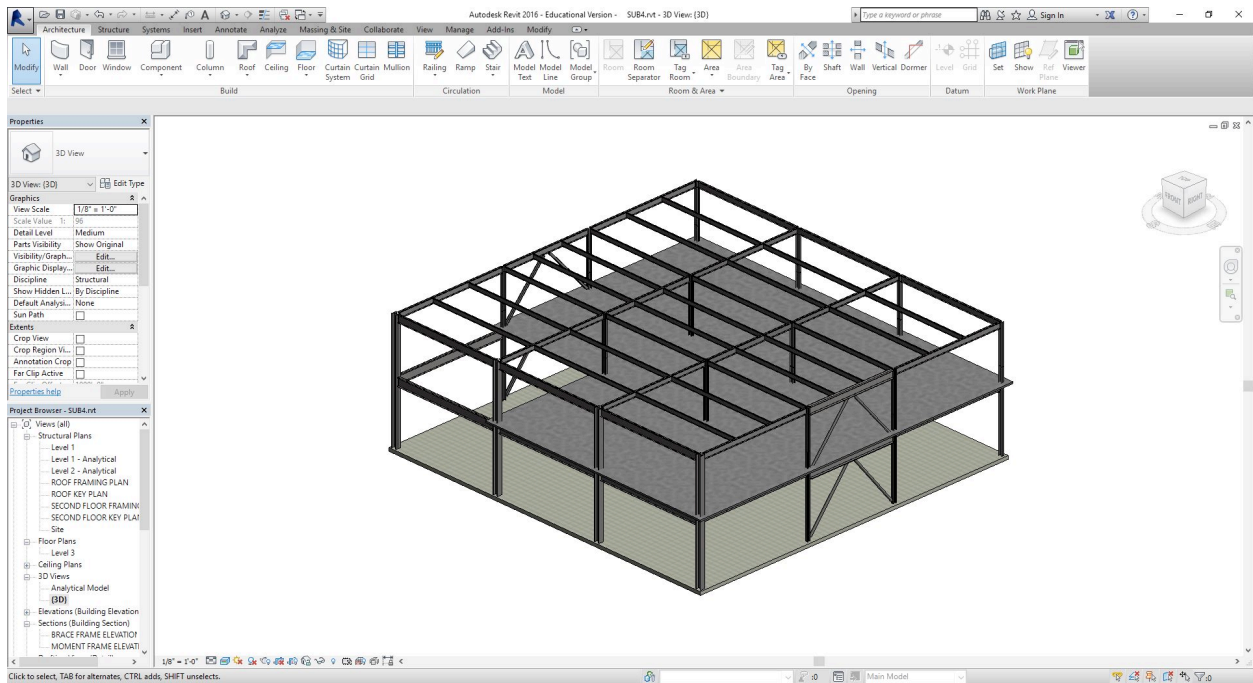 Autodesk Revit 2016 - Educational Version - SUB4.rvt - 3D View: {3D}
Type a keyword or phrase
Sign In
Architecture Structure Systems Insert Annotate Analyze Massing & Site Collaborate View Manage Add-Ins Modify
Modify Wall Door Window Component Column Roof Ceiling Floor Curtain System Curtain Grid Mullion Railing Ramp Stair Model Text Model Line Model Group Room Room Separator Tag Room Area Area Boundary Tag Area By Face Shaft Wall Vertical Dormer Level Grid Set Show Ref Plane Viewer
Select Build Circulation Model Room & Area Opening Datum Work Plane
Properties
3D View
3D View: {3D} Edit Type
Graphics
View Scale 1/8" = 1'-0"
Scale Value 1: 96
Detail Level Medium
Parts Visibility Show Original
Visibility/Graph... Edit...
Graphic Display... Edit...
Discipline Structural
Show Hidden L... By Discipline
Default Analysi... None
Sun Path
Extents
Crop View
Crop Region Vi...
Annotation Crop
Far Clip Active
Properties help Apply
Project Browser - SUB4.rvt
Views (all)
Structural Plans
Level 1
Level 1 - Analytical
Level 2 - Analytical
ROOF FRAMING PLAN
ROOF KEY PLAN
SECOND FLOOR FRAMING
SECOND FLOOR KEY PLAN
Site
Floor Plans
Level 3
Ceiling Plans
3D Views
Analytical Model
{3D}
Elevations (Building Elevation
Sections (Building Section)
BRACE FRAME ELEVATION
MOMENT FRAME ELEVATI
TOP
FRONT RIGHT
1/8" = 1'-0"
Click to select, TAB for alternates, CTRL adds, SHIFT unselects.
:0
Main Model
:0